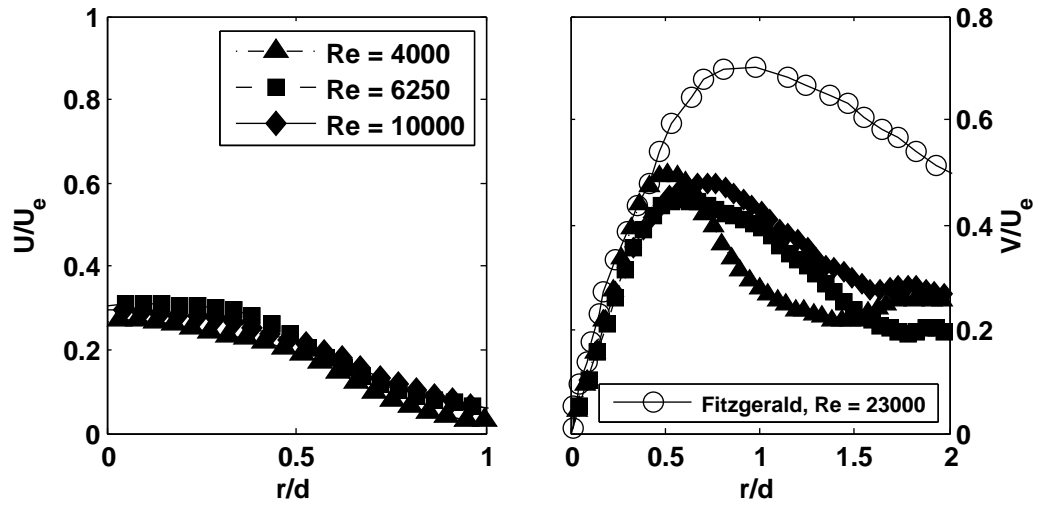 1
0.8
0.6
0.4
0.2
0
0
0.5
1
U/U_e
r/d
Re = 4000
Re = 6250
Re = 10000
0.8
0.6
0.4
0.2
0
0
0.5
1
1.5
2
V/U_e
r/d
Fitzgerald, Re = 23000